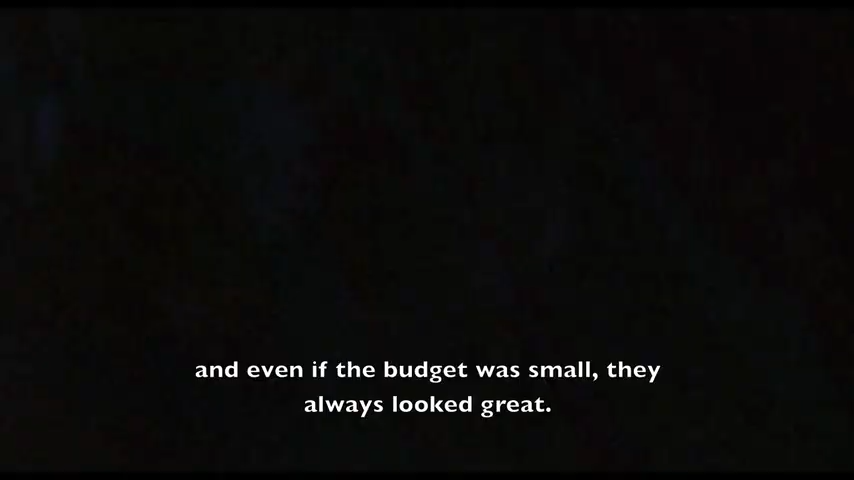 and even if the budget was small, they
always looked great.